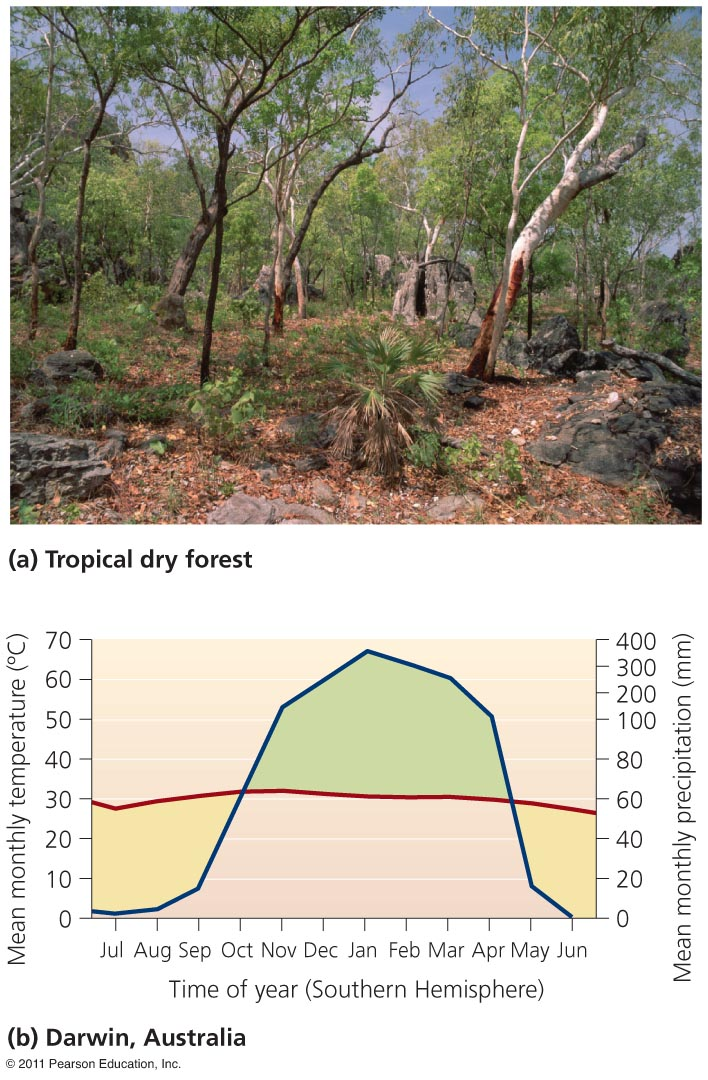 (a) Tropical dry forest
Mean monthly temperature (ºC)
70
60
50
40
30
20
10
0
400
300
200
100
80
60
40
20
0
Mean monthly precipitation (mm)
Jul Aug Sep Oct Nov Dec Jan Feb Mar Apr May Jun
Time of year (Southern Hemisphere)
(b) Darwin, Australia
© 2011 Pearson Education, Inc.